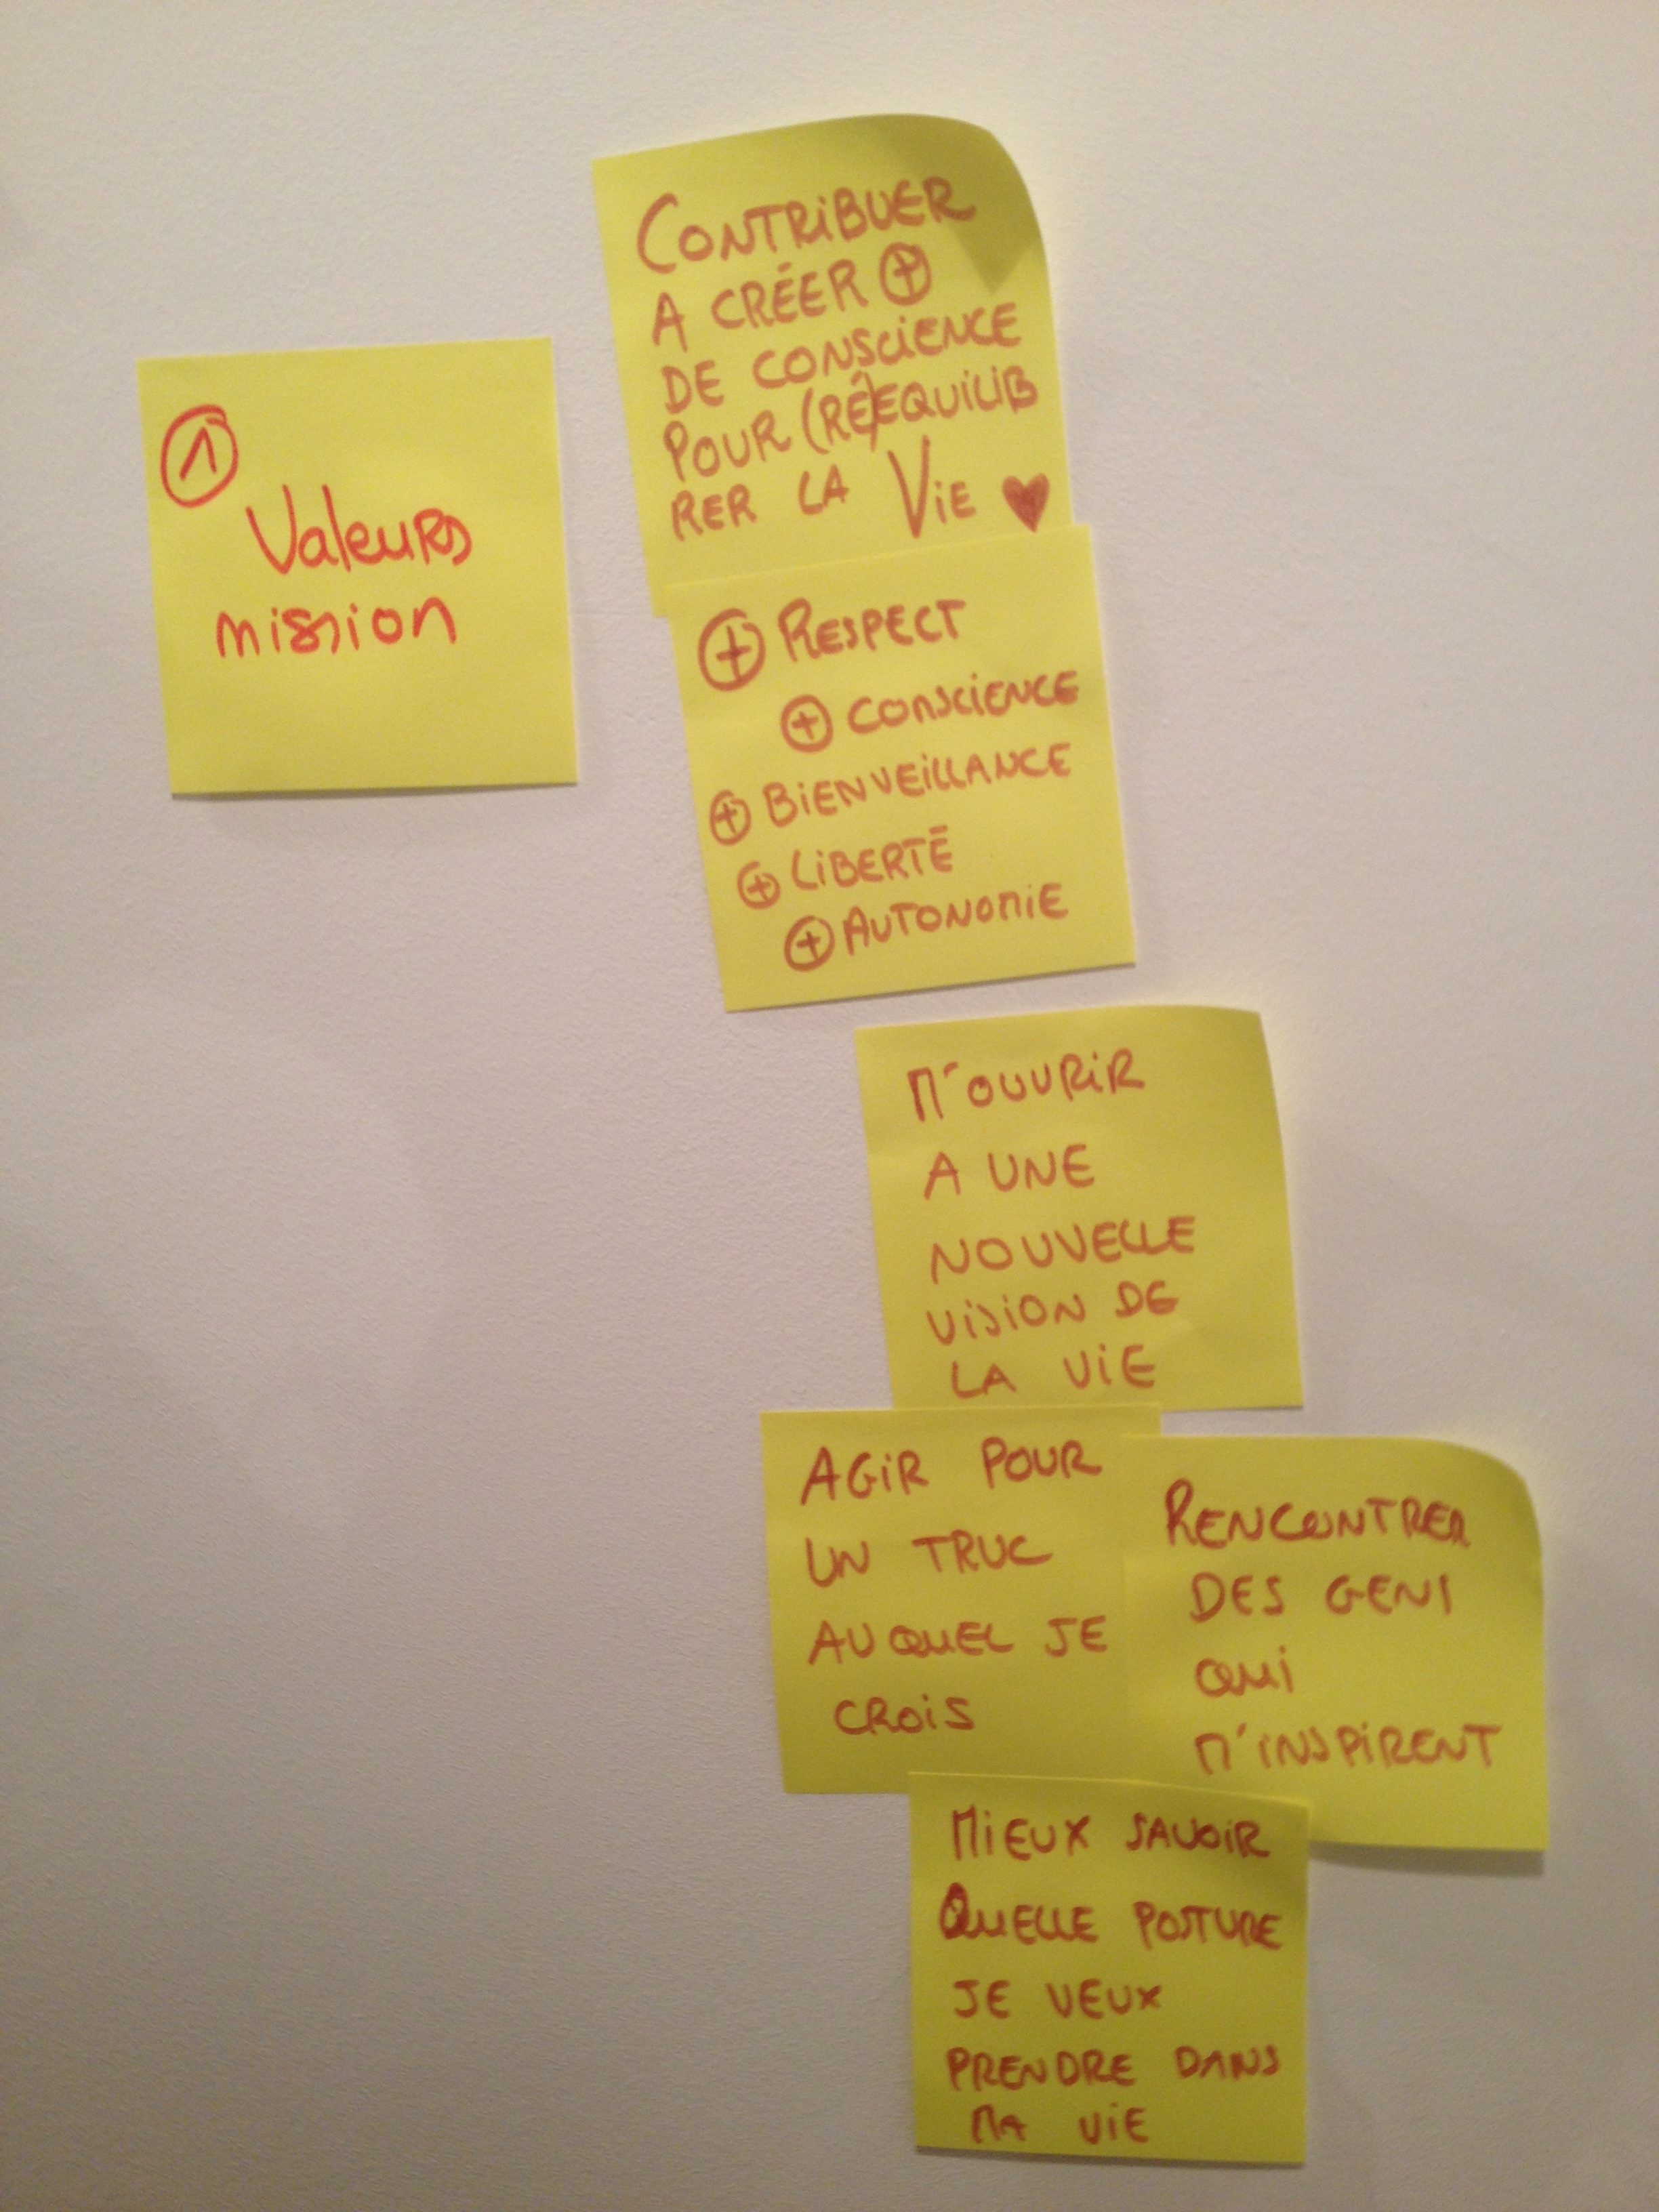 1
Valeurs
mission
CONTRIBUER
A CRÉER ⊕
DE CONSCIENCE
POUR (RÉ)EQUILIB
RER LA VIE ♥
⊕ RESPECT
⊕ CONSCIENCE
⊕ BIENVEILLANCE
⊕ LIBERTÉ
⊕ AUTONOMIE
M'OUVRIR
A UNE
NOUVELLE
VISION DE
LA VIE
AGIR POUR
UN TRUC
AUQUEL JE
CROIS
RENCONTRER
DES GENS
QUI
M'INSPIRENT
MIEUX SAVOIR
QUELLE POSTURE
JE VEUX
PRENDRE DANS
MA VIE